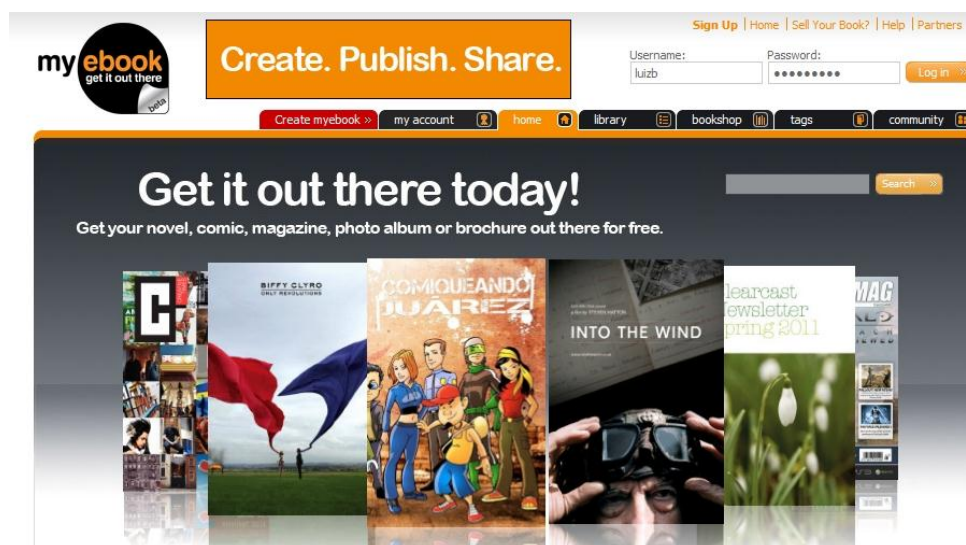 my ebook
get it out there
beta
Create. Publish. Share.
Sign Up | Home | Sell Your Book? | Help | Partners
Username:
Password:
luizb
•••••••••
Log in »
Create myebook »
my account
home
library
bookshop
tags
community
Get it out there today!
Search »
Get your novel, comic, magazine, photo album or brochure out there for free.
C
BIFFY CLYRO
ONLY REVOLUTIONS
COMIQUEANDO
JUÁREZ
INTO THE WIND
learcast
ewsletter
pring 2011
MAG